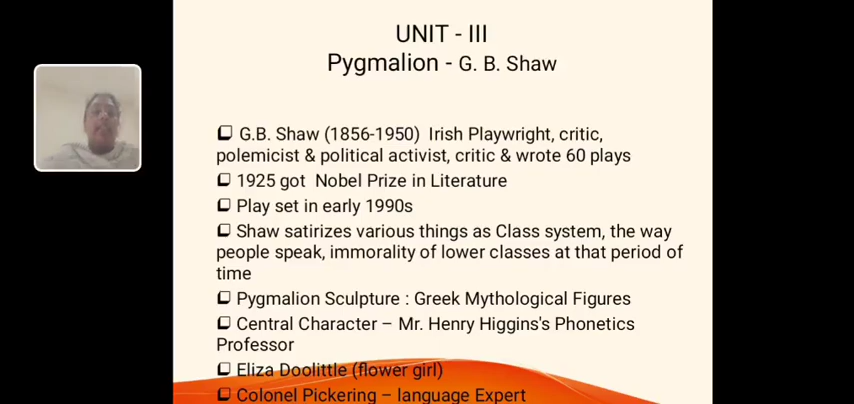 UNIT - III
Pygmalion - G. B. Shaw
❑ G.B. Shaw (1856-1950) Irish Playwright, critic,
polemicist & political activist, critic & wrote 60 plays
❑ 1925 got Nobel Prize in Literature
❑ Play set in early 1990s
❑ Shaw satirizes various things as Class system, the way
people speak, immorality of lower classes at that period of
time
❑ Pygmalion Sculpture : Greek Mythological Figures
❑ Central Character – Mr. Henry Higgins's Phonetics
Professor
❑ Eliza Doolittle (flower girl)
❑ Colonel Pickering – language Expert